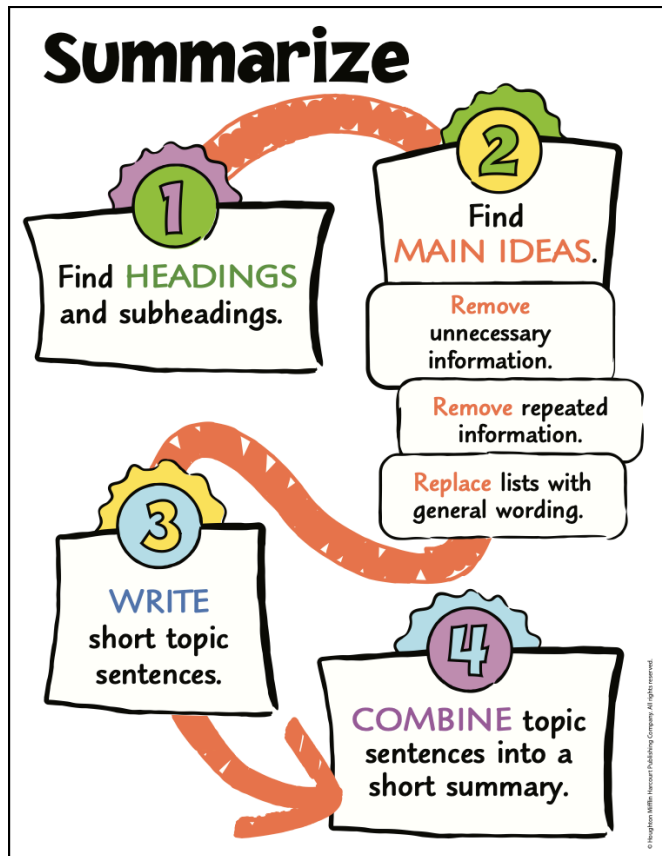 Summarize
1
Find HEADINGS
and subheadings.
2
Find
MAIN IDEAS.
Remove
unnecessary
information.
Remove repeated
information.
Replace lists with
general wording.
3
WRITE
short topic
sentences.
4
COMBINE topic
sentences into a
short summary.
© Houghton Mifflin Harcourt Publishing Company. All rights reserved.